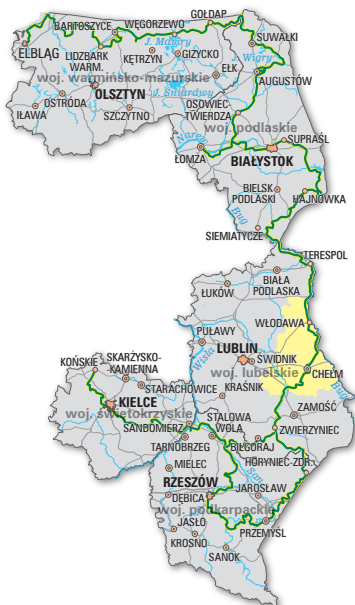 GOŁDAP
WĘGORZEWO
BARTOSZYCE
SUWAŁKI
ELBLĄG
J. Mamry
LIDZBARK
WARM.
KĘTRZYN
GIŻYCKO
J. Wigry
EŁK
woj. warmińsko-mazurskie
AUGUSTÓW
OLSZTYN
J. Śniardwy
OSTRÓDA
OSOWIEC
TWIERDZA
IŁAWA
SZCZYTNO
woj. podlaskie
Narew
SUPRAŚL
ŁOMŻA
BIAŁYSTOK
BIELSK
PODLASKI
HAJNÓWKA
Bug
SIEMIATYCZE
TERESPOL
BIAŁA
PODLASKA
ŁUKÓW
WŁODAWA
PUŁAWY
LUBLIN
Wisła
ŚWIDNIK
KOŃSKIE
SKARŻYSKO-
KAMIENNA
woj. lubelskie
CHEŁM
Bug
STARACHOWICE
KRAŚNIK
KIELCE
ZAMOŚĆ
woj. świętokrzyskie
STALOWA
WOLA
SANDOMIERZ
ZWIERZYNIEC
TARNOBRZEG
BIŁGORAJ
HORYNIEC-ZDR.
MIELEC
San
RZESZÓW
JAROSŁAW
DĘBICA
woj. podkarpackie
JASŁO
PRZEMYŚL
KROSNO
SANOK